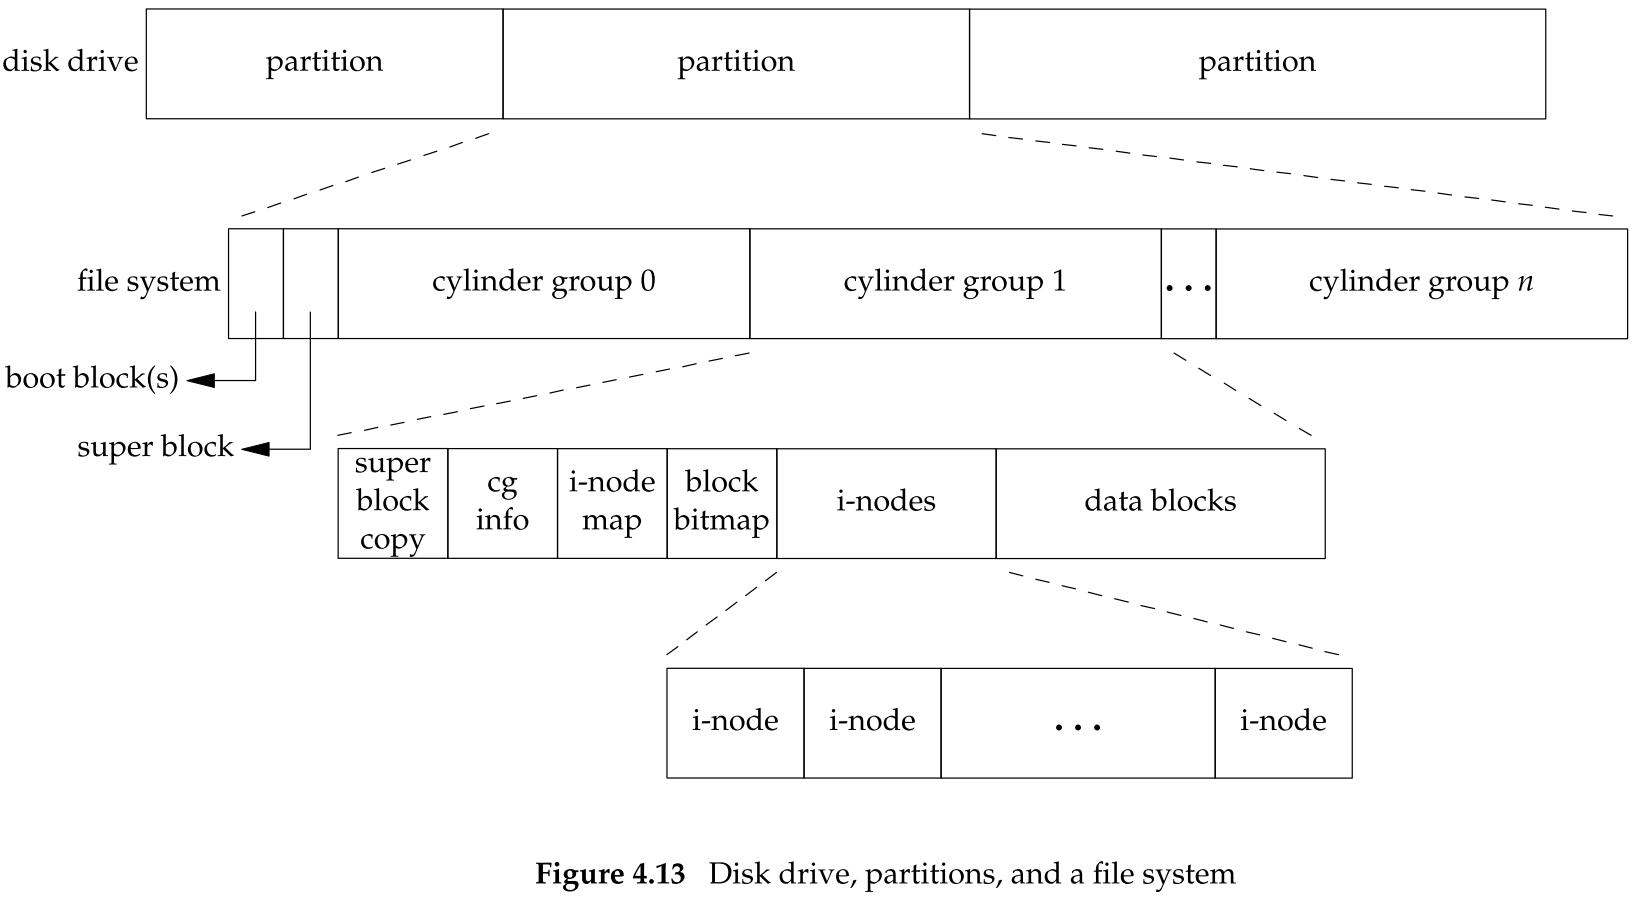 disk drive partition partition partition
file system cylinder group 0 cylinder group 1 ... cylinder group n
boot block(s)
super block
super
block
copy
cg
info
i-node
map
block
bitmap
i-nodes
data blocks
i-node i-node ... i-node
Figure 4.13 Disk drive, partitions, and a file system